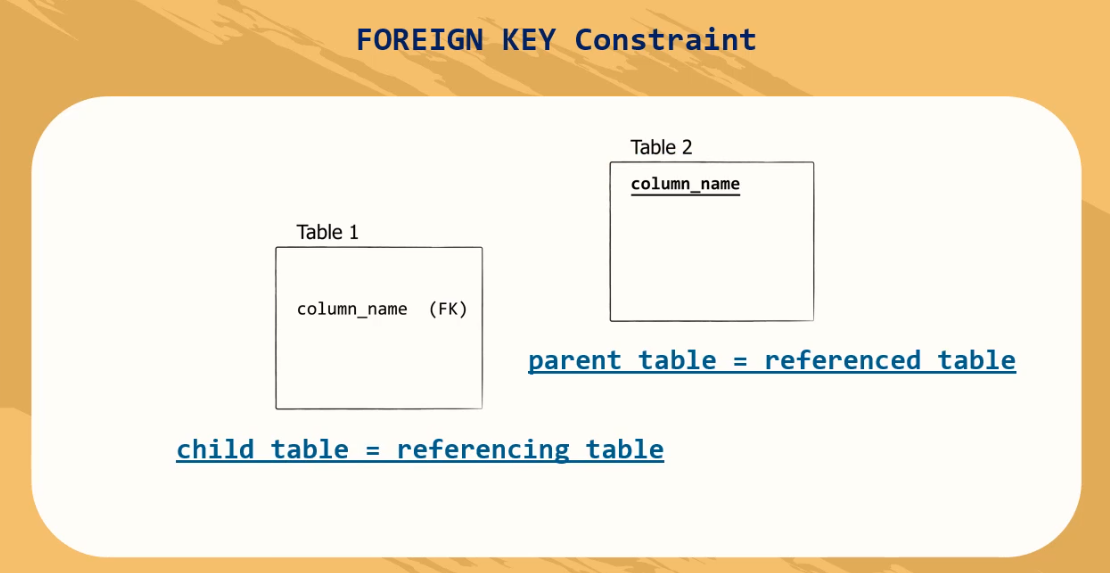 FOREIGN KEY Constraint
Table 2
column_name
Table 1
column_name (FK)
parent table = referenced table
child table = referencing table